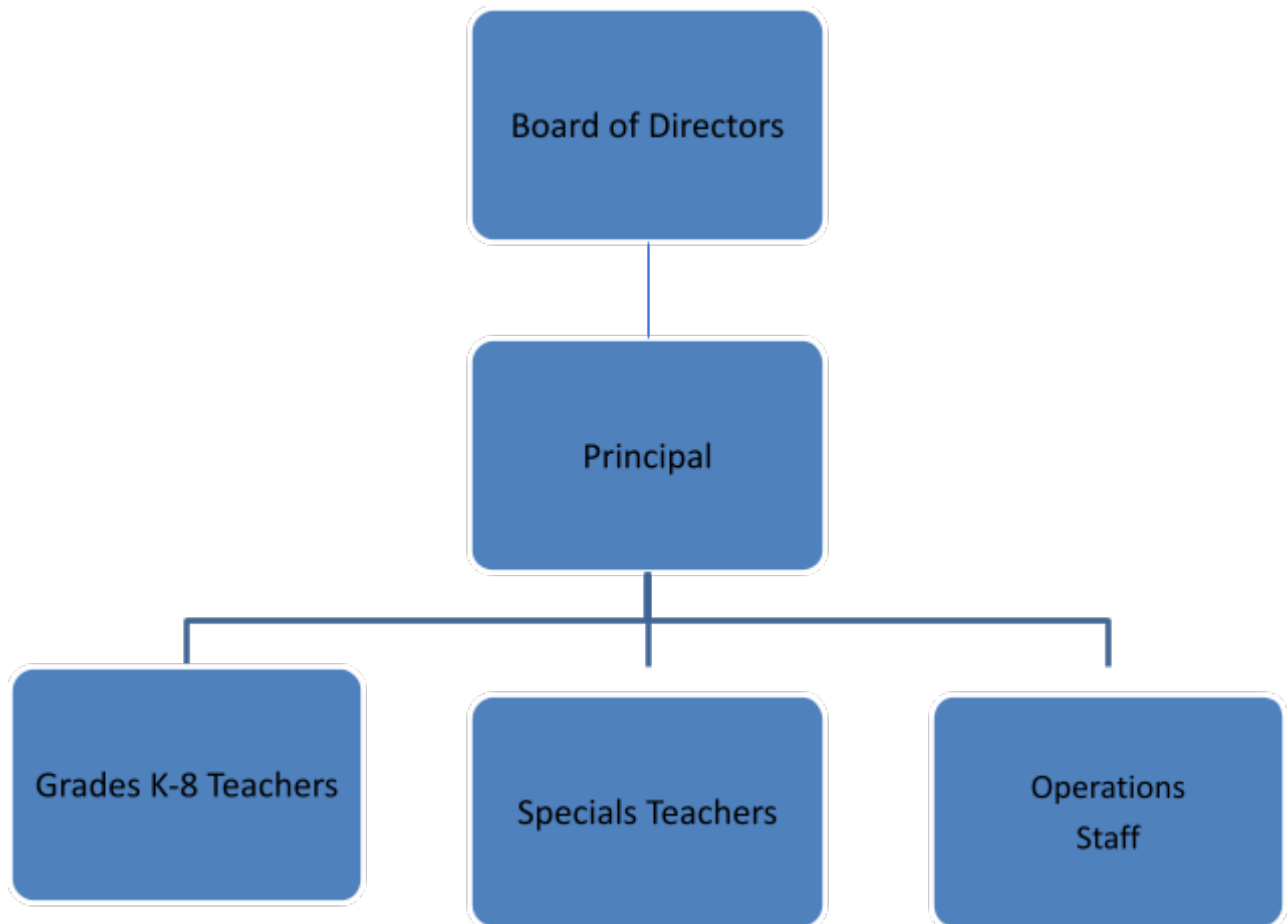 Board of Directors
Principal
Grades K-8 Teachers
Specials Teachers
Operations
Staff